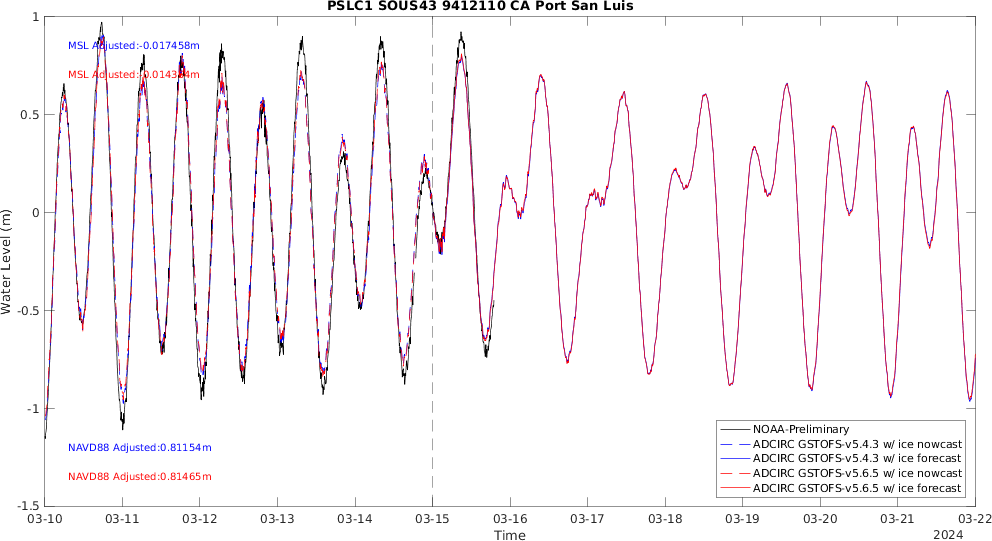 PSLC1 SOUS43 9412110 CA Port San Luis
1
0.5
0
-0.5
-1
-1.5
Water Level (m)
MSL Adjusted:-0.017458m
MSL Adjusted:-0.014384m
NAVD88 Adjusted:0.81154m
NAVD88 Adjusted:0.81465m
NOAA-Preliminary
ADCIRC GSTOFS-v5.4.3 w/ ice nowcast
ADCIRC GSTOFS-v5.4.3 w/ ice forecast
ADCIRC GSTOFS-v5.6.5 w/ ice nowcast
ADCIRC GSTOFS-v5.6.5 w/ ice forecast
03-10 03-11 03-12 03-13 03-14 03-15 03-16 03-17 03-18 03-19 03-20 03-21 03-22
Time
2024